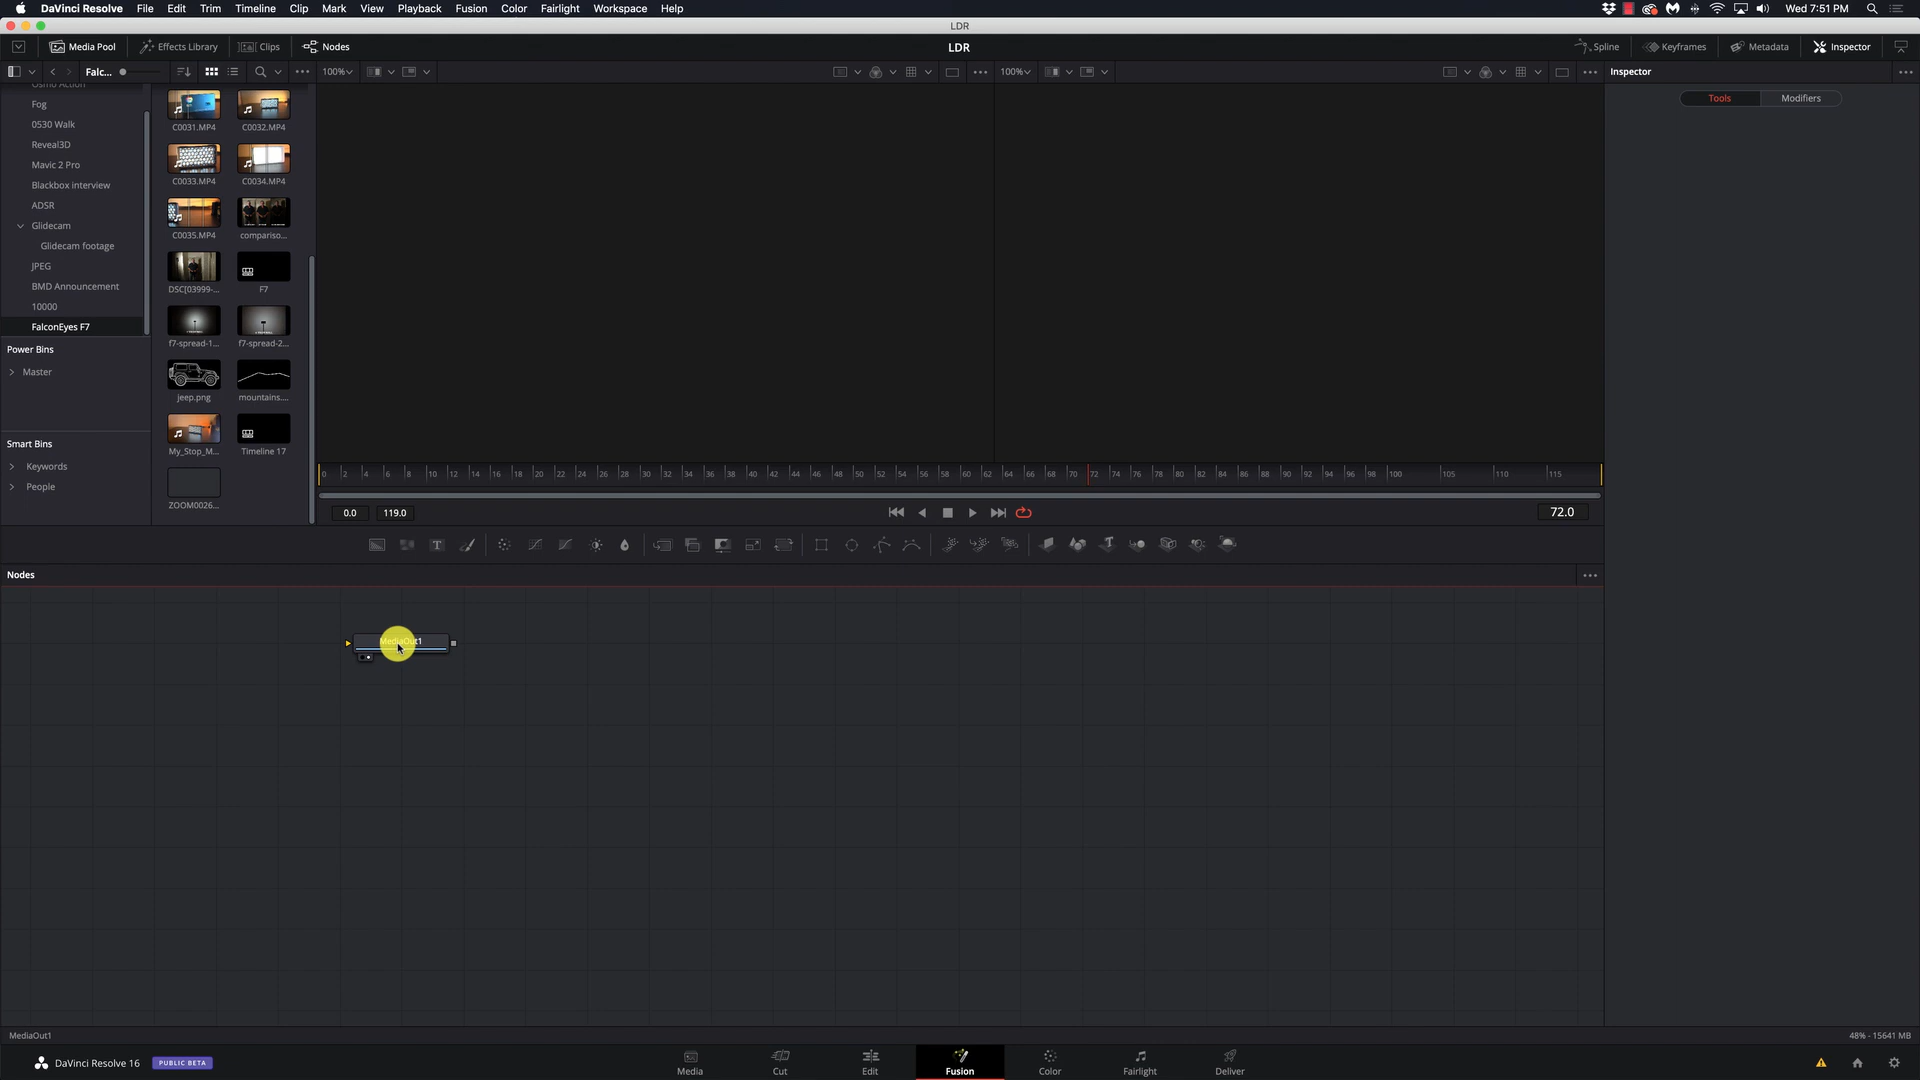 DaVinci Resolve File Edit Trim Timeline Clip Mark View Playback Fusion Color Fairlight Workspace Help Wed 7:51 PM
LDR
Media Pool Effects Library Clips Nodes LDR Spline Keyframes Metadata Inspector
Falc... 100% 100% Inspector
Tools Modifiers
Osmo Action
Fog
0530 Walk
Reveal3D
Mavic 2 Pro
Blackbox interview
ADSR
Glidecam
Glidecam footage
JPEG
BMD Announcement
10000
FalconEyes F7
Power Bins
Master
Smart Bins
Keywords
People
C0031.MP4 C0032.MP4
C0033.MP4 C0034.MP4
C0035.MP4 compariso...
DSC[03999-... F7
f7-spread-1... f7-spread-2...
jeep.png mountains....
My_Stop_M... Timeline 17
ZOOM0026...
0 2 4 6 8 10 12 14 16 18 20 22 24 26 28 30 32 34 36 38 40 42 44 46 48 50 52 54 56 58 60 62 64 66 68 70 72 74 76 78 80 82 84 86 88 90 92 94 96 98 100 105 110 115
0.0 119.0 72.0
Nodes
MediaOut1
MediaOut1 48% - 15641 MB
DaVinci Resolve 16 PUBLIC BETA Media Cut Edit Fusion Color Fairlight Deliver